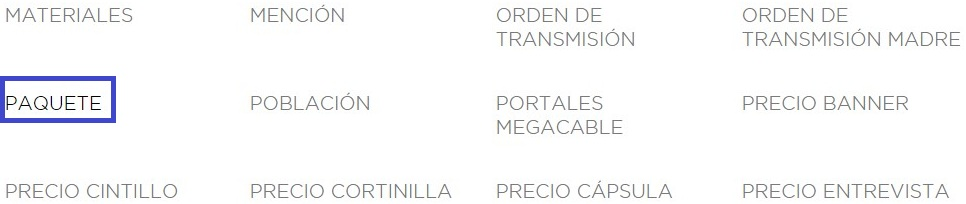 MATERIALES
MENCIÓN
ORDEN DE
TRANSMISIÓN
ORDEN DE
TRANSMISIÓN MADRE
PAQUETE
POBLACIÓN
PORTALES
MEGACABLE
PRECIO BANNER
PRECIO CINTILLO
PRECIO CORTINILLA
PRECIO CÁPSULA
PRECIO ENTREVISTA